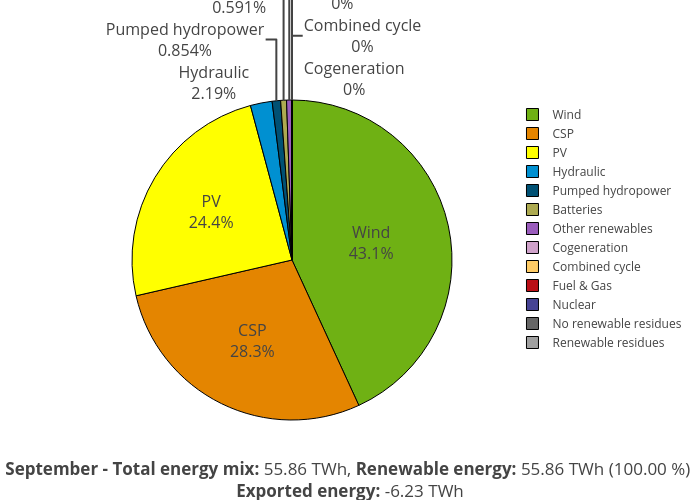 0.591%
0%
Pumped hydropower
0.854%
Combined cycle
0%
Hydraulic
2.19%
Cogeneration
0%
PV
24.4%
Wind
43.1%
CSP
28.3%
Wind
CSP
PV
Hydraulic
Pumped hydropower
Batteries
Other renewables
Cogeneration
Combined cycle
Fuel & Gas
Nuclear
No renewable residues
Renewable residues
September - Total energy mix: 55.86 TWh, Renewable energy: 55.86 TWh (100.00 %)
Exported energy: -6.23 TWh